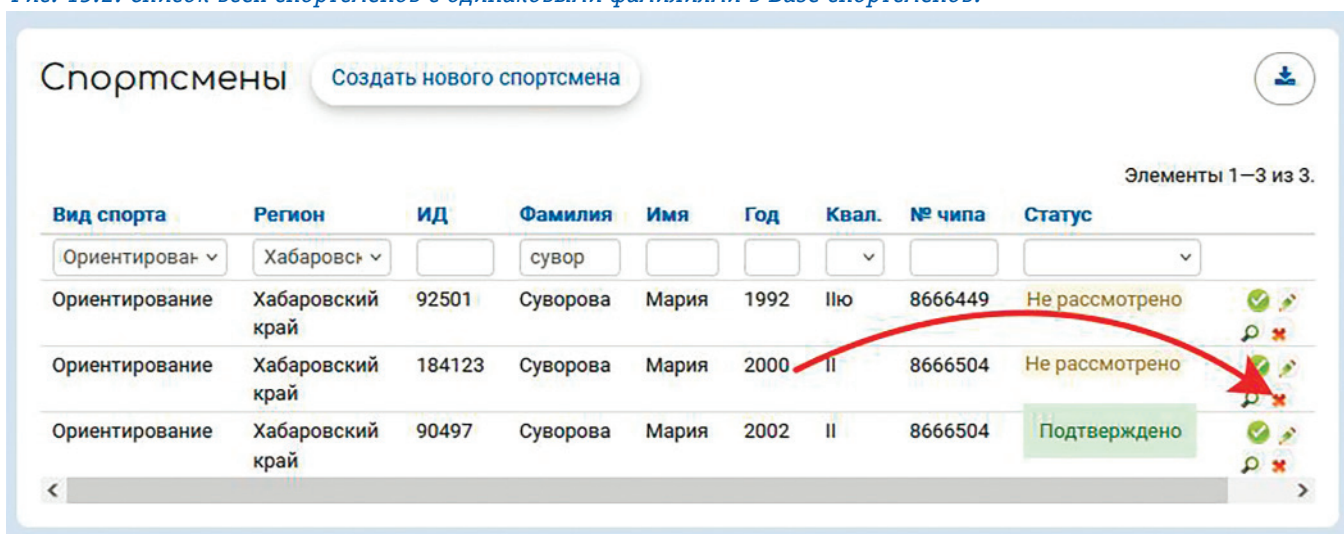 Спортсмены Создать нового спортсмена
Элементы 1—3 из 3.
Вид спорта Регион ИД Фамилия Имя Год Квал. № чипа Статус
Ориентирован Хабаровск сувор
Ориентирование Хабаровский край 92501 Суворова Мария 1992 IIю 8666449 Не рассмотрено
Ориентирование Хабаровский край 184123 Суворова Мария 2000 II 8666504 Не рассмотрено
Ориентирование Хабаровский край 90497 Суворова Мария 2002 II 8666504 Подтверждено